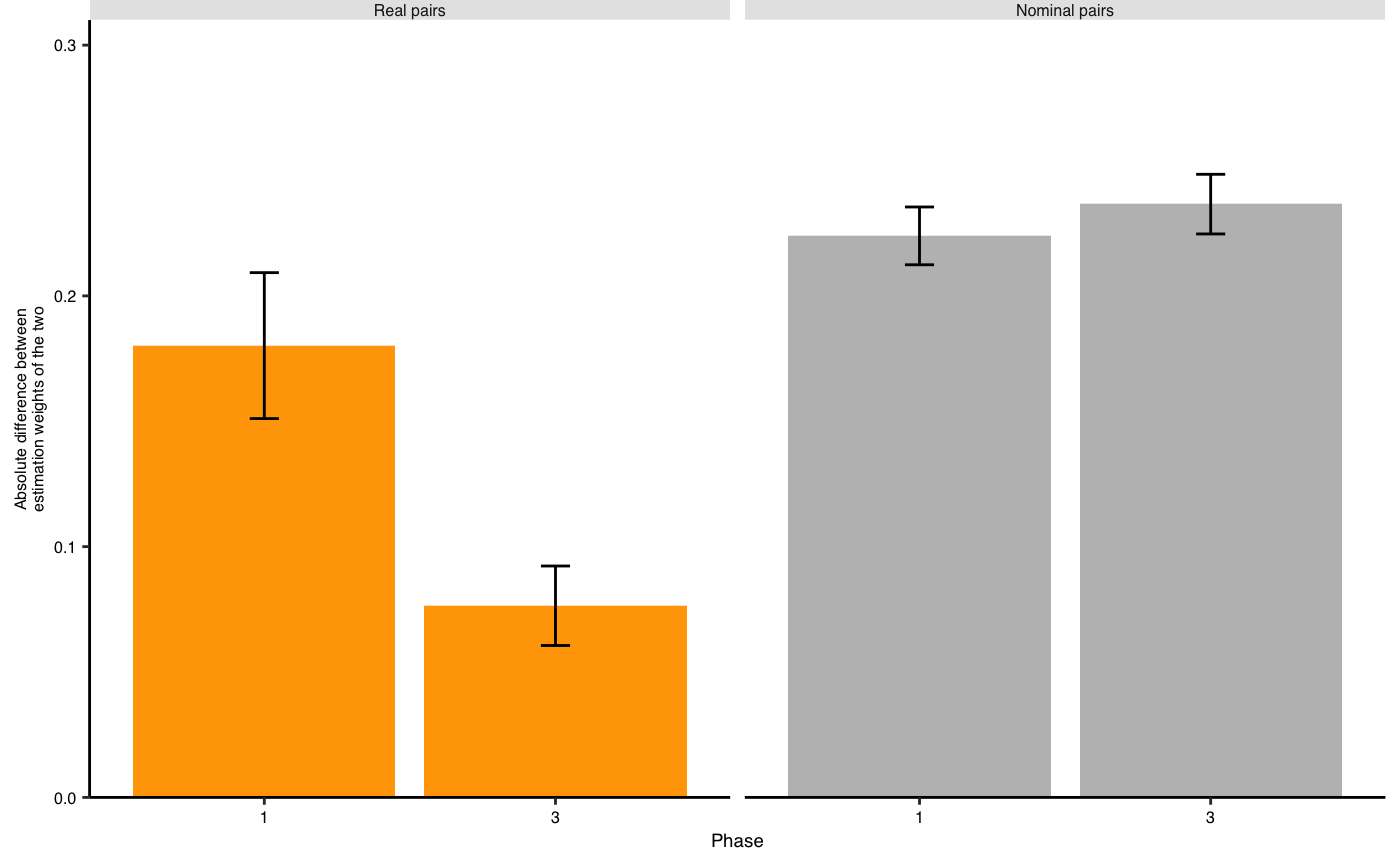 Real pairs
Nominal pairs
Absolute difference between
estimation weights of the two
0.3
0.2
0.1
0.0
1
3
1
3
Phase